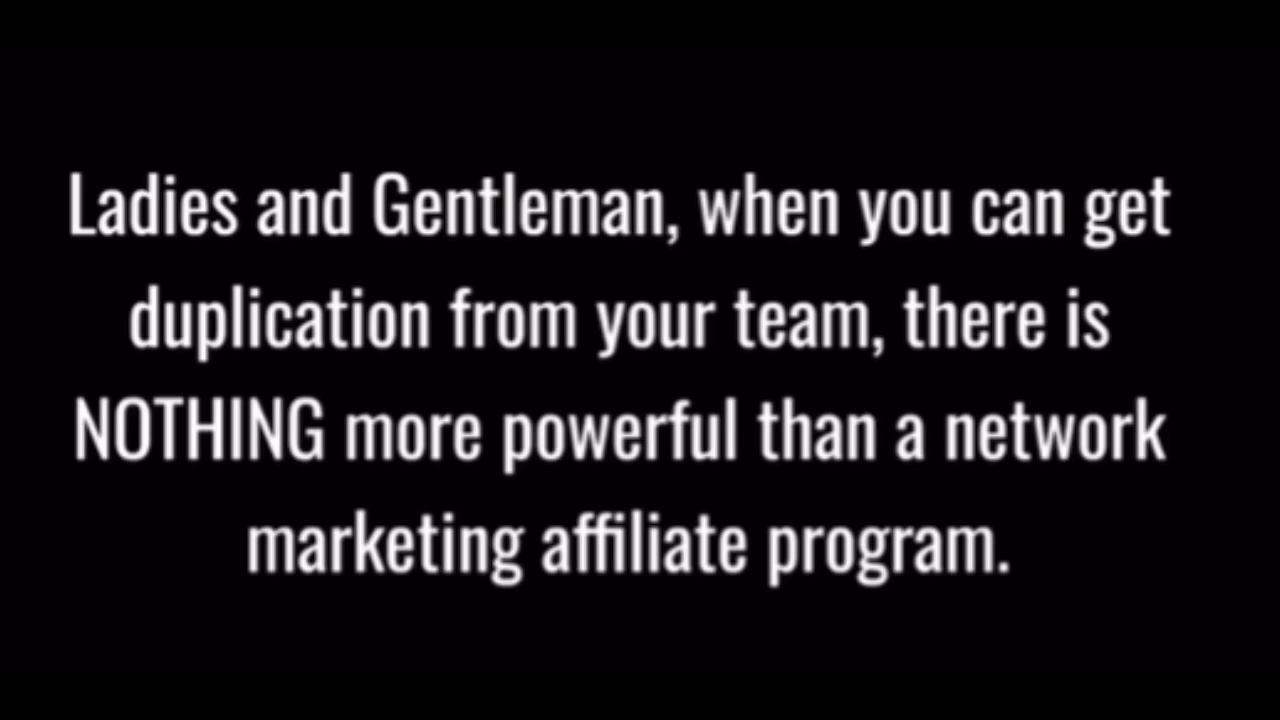 Ladies and Gentleman, when you can get
duplication from your team, there is
NOTHING more powerful than a network
marketing affiliate program.